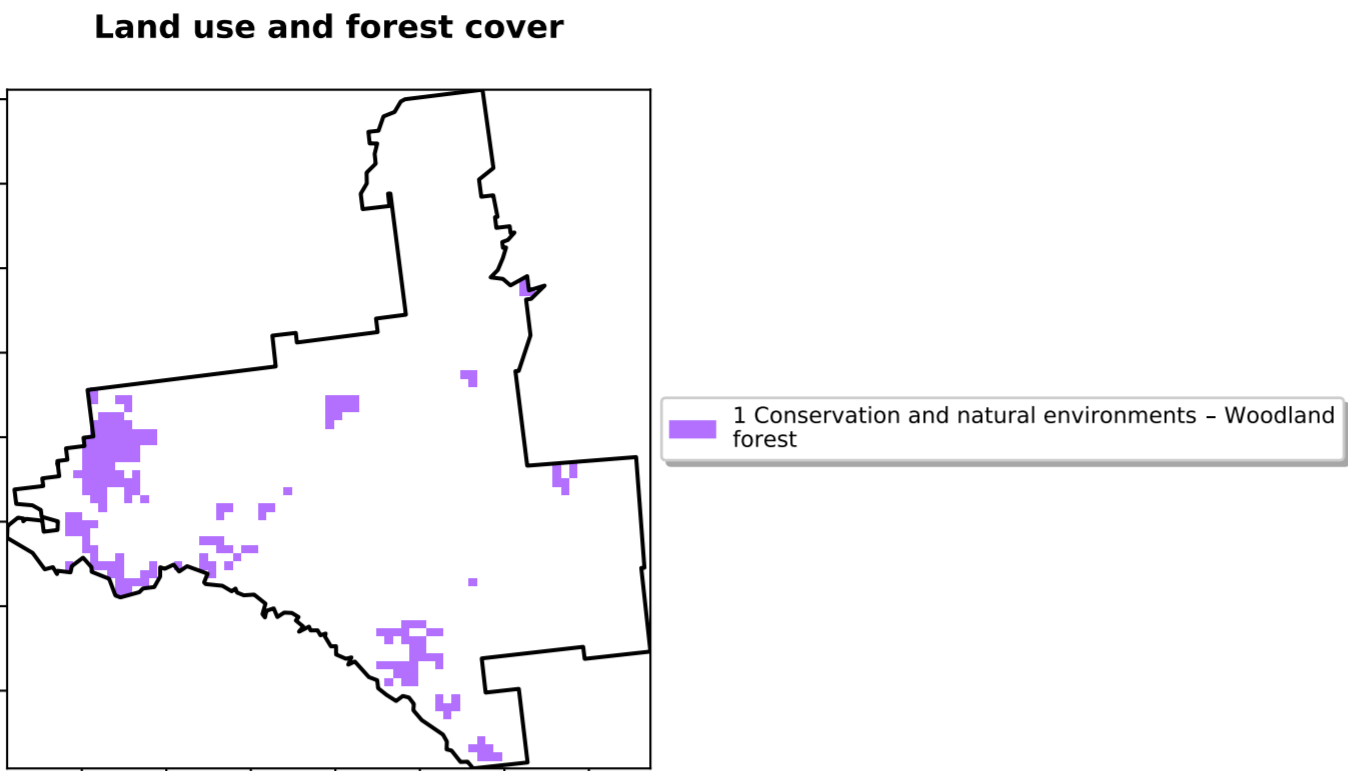 Land use and forest cover
1 Conservation and natural environments – Woodland
forest